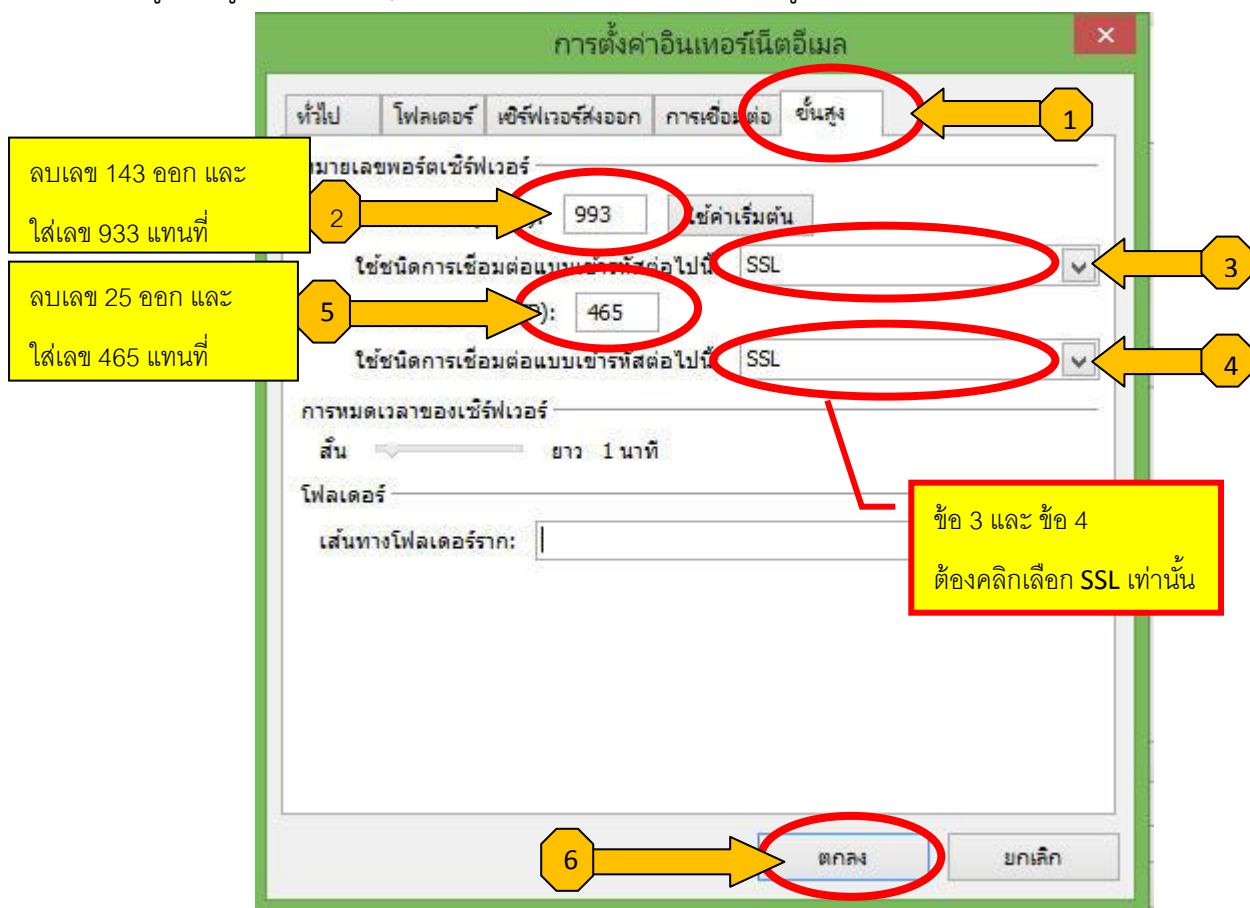 การตั้งค่าอินเทอร์เน็ตอีเมล
ทั่วไป โฟลเดอร์ เซิร์ฟเวอร์ส่งออก การเชื่อมต่อ ขั้นสูง
1
ลบเลข 143 ออก และ
ใส่เลข 933 แทนที่
หมายเลขพอร์ตเซิร์ฟเวอร์
2
993
ใช้ค่าเริ่มต้น
ใช้ชนิดการเชื่อมต่อแบบเข้ารหัสต่อไปนี้ SSL
3
ลบเลข 25 ออก และ
ใส่เลข 465 แทนที่
5
): 465
ใช้ชนิดการเชื่อมต่อแบบเข้ารหัสต่อไปนี้ SSL
4
การหมดเวลาของเซิร์ฟเวอร์
สั้น ยาว 1 นาที
โฟลเดอร์
เส้นทางโฟลเดอร์ราก:
ข้อ 3 และ ข้อ 4
ต้องคลิกเลือก SSL เท่านั้น
6
ตกลง ยกเลิก